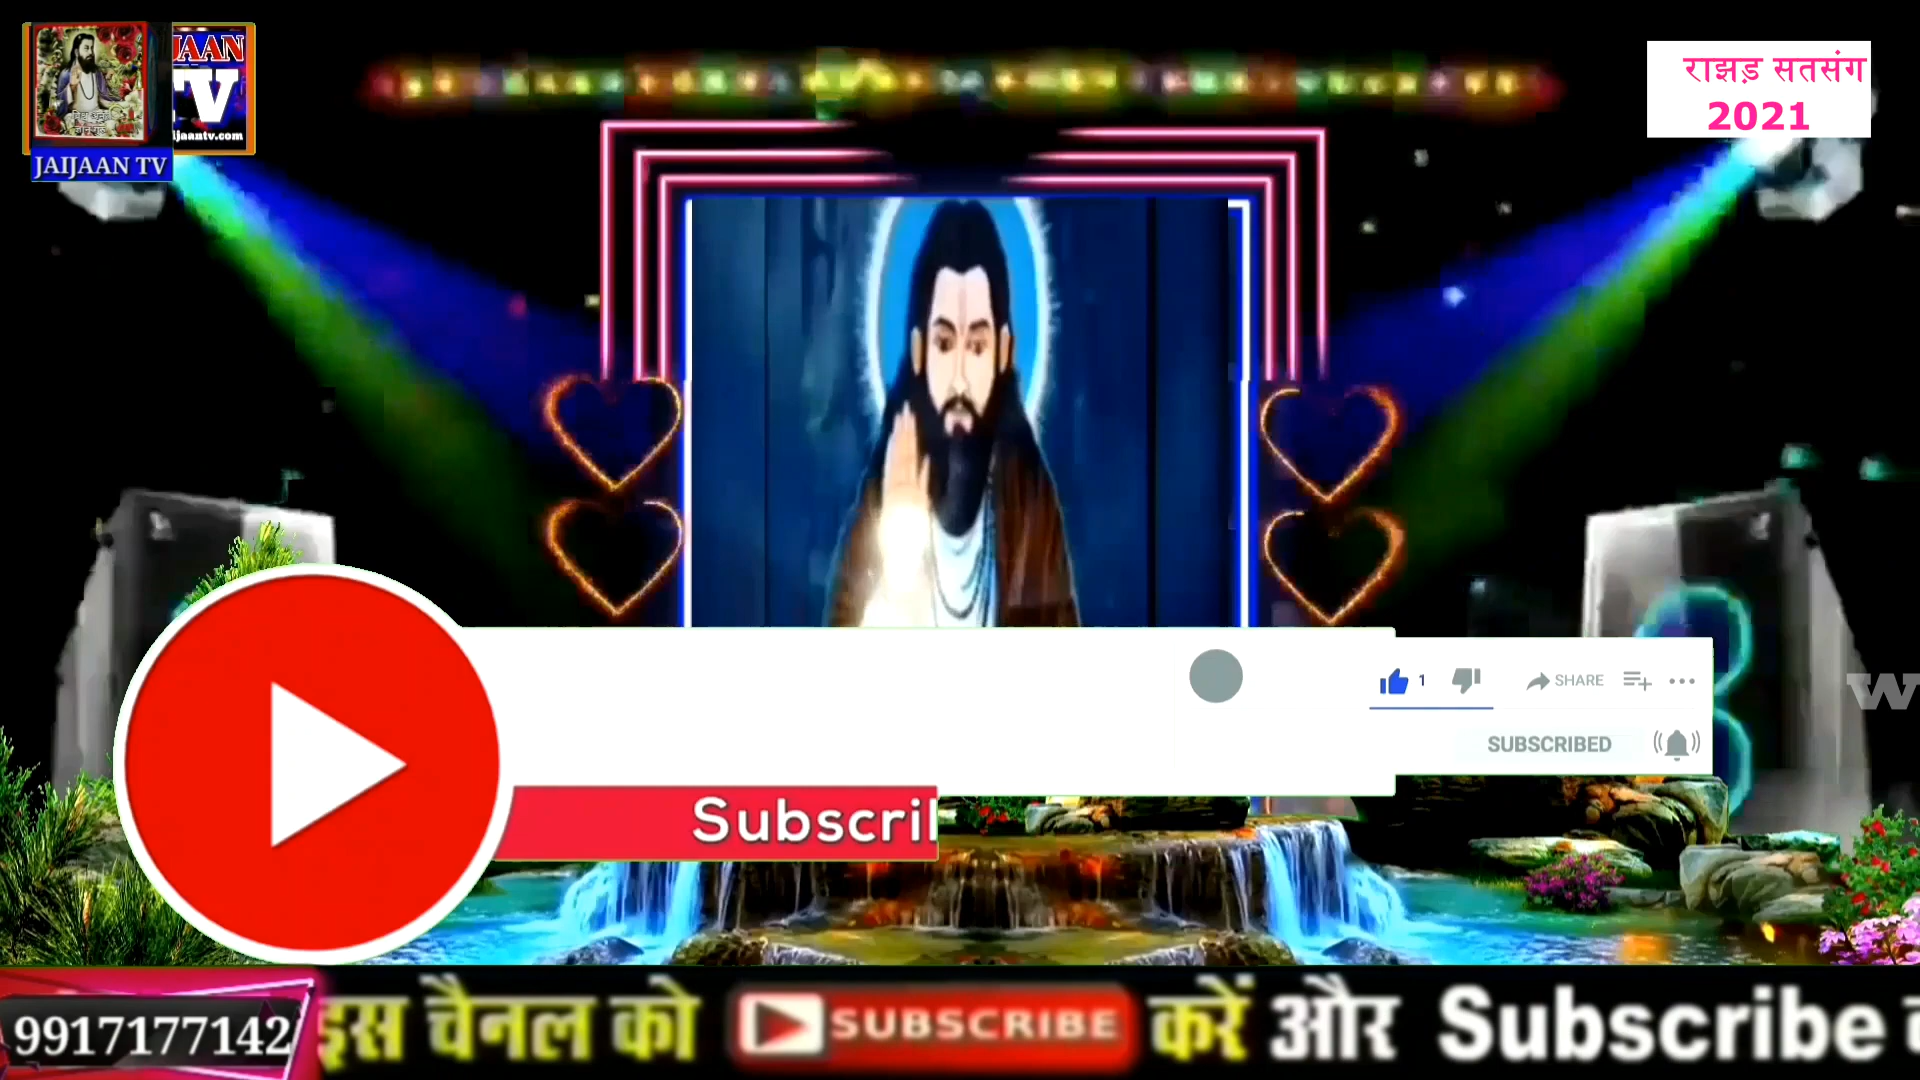 JAAN
TV
ijaantv.com
JAIJAAN TV
राझड़ सतसंग
2021
1
SHARE
SUBSCRIBED
W
Subscri
9917177142
इस चैनल को SUBSCRIBE करें और Subscribe